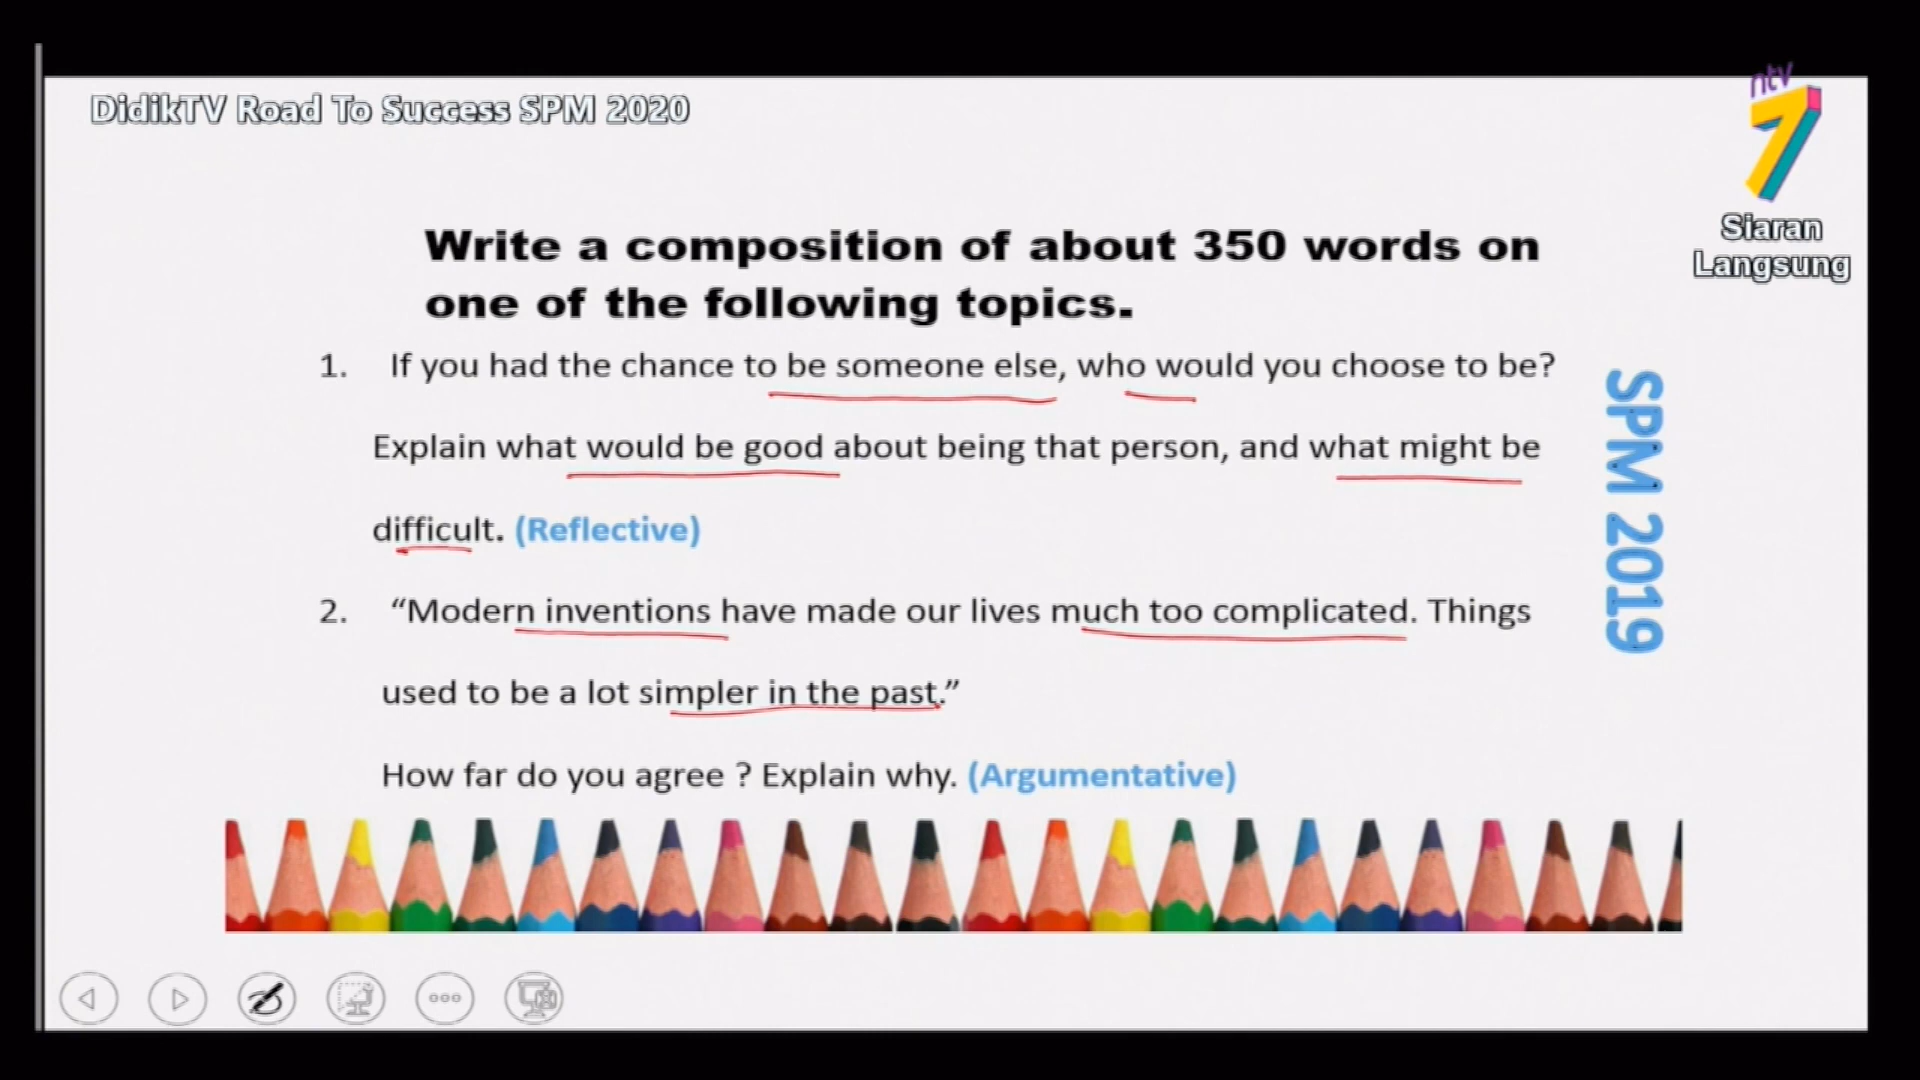 DidikTV Road To Success SPM 2020
ntv
7
Siaran
Langsung
Write a composition of about 350 words on
one of the following topics.
1. If you had the chance to be someone else, who would you choose to be?
Explain what would be good about being that person, and what might be
difficult. (Reflective)
2. “Modern inventions have made our lives much too complicated. Things
used to be a lot simpler in the past.”
How far do you agree ? Explain why. (Argumentative)
SPM 2019